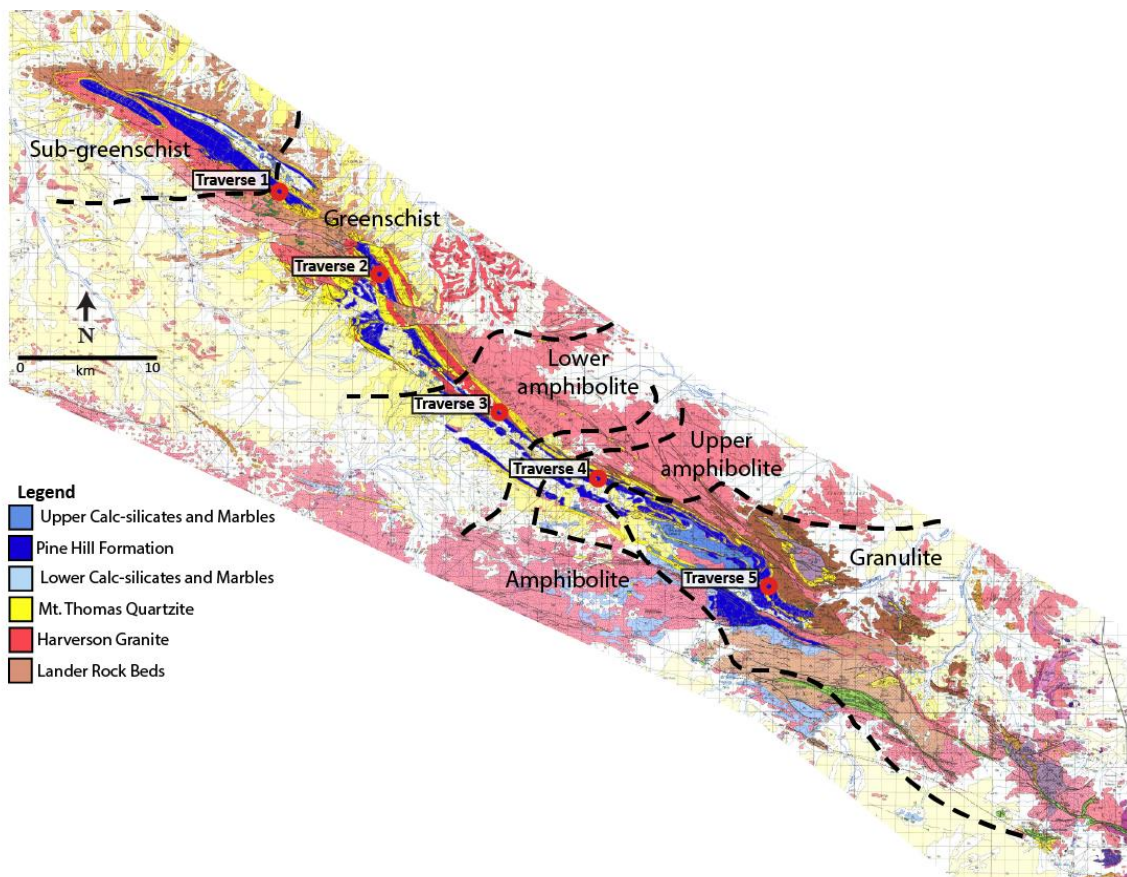 Sub-greenschist
Traverse 1
Greenschist
Traverse 2
N
0 10
km
Lower
amphibolite
Traverse 3
Upper
amphibolite
Traverse 4
Granulite
Amphibolite
Traverse 5
Legend
Upper Calc-silicates and Marbles
Pine Hill Formation
Lower Calc-silicates and Marbles
Mt. Thomas Quartzite
Harverson Granite
Lander Rock Beds